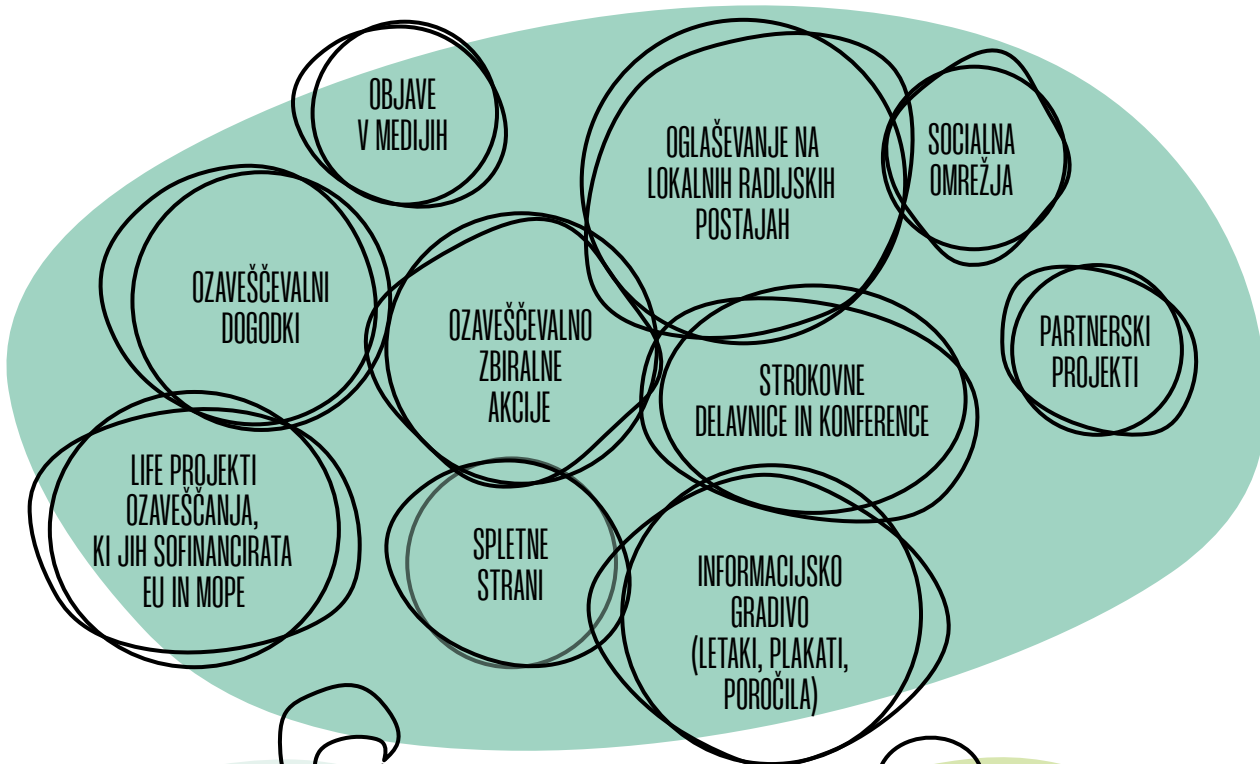 OBJAVE
V MEDIJIH
OGLAŠEVANJE NA
LOKALNIH RADIJSKIH
POSTAJAH
SOCIALNA
OMREŽJA
OZAVEŠČEVALNI
DOGODKI
OZAVEŠČEVALNO
ZBIRALNE
AKCIJE
STROKOVNE
DELAVNICE IN KONFERENCE
PARTNERSKI
PROJEKTI
LIFE PROJEKTI
OZAVEŠČANJA,
KI JIH SOFINANCIRATA
EU IN MOPE
SPLETNE
STRANI
INFORMACIJSKO
GRADIVO
(LETAKI, PLAKATI,
POROČILA)